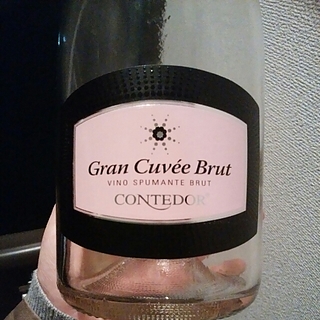 Gran Cuvée Brut
VINO SPUMANTE BRUT
CONTEDOR